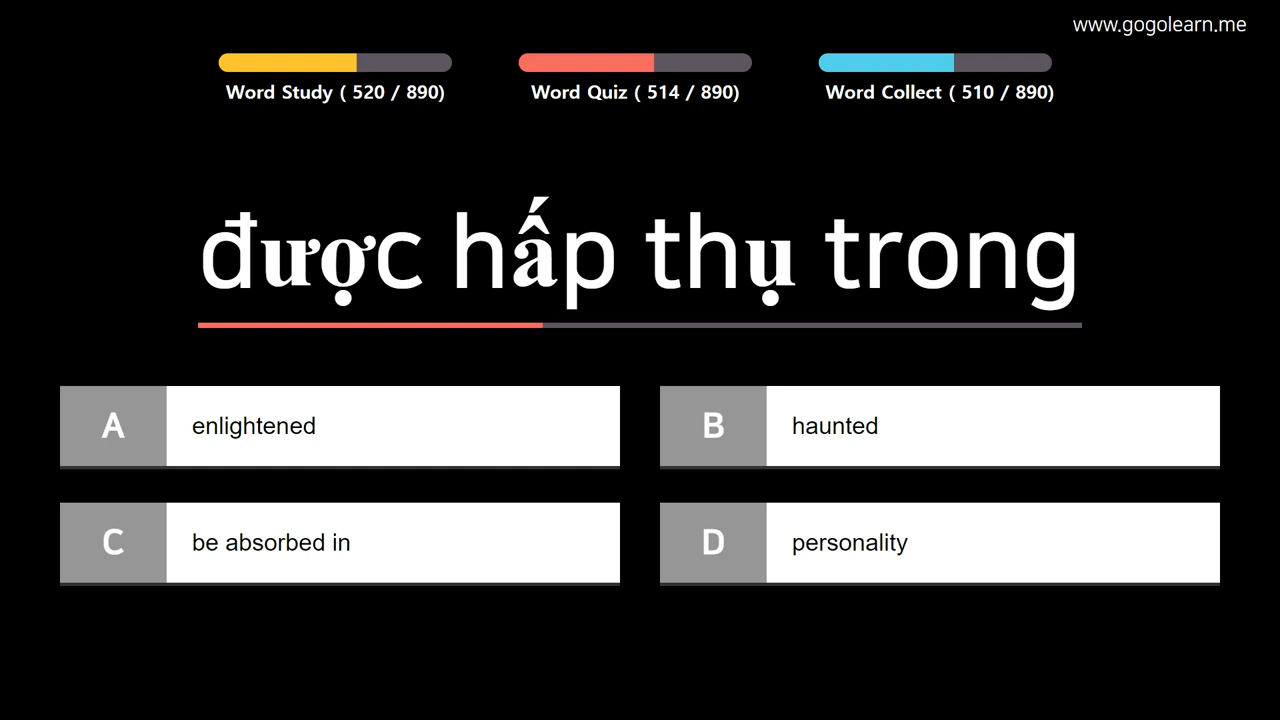 www.gogolearn.me
Word Study ( 520 / 890)
Word Quiz ( 514 / 890)
Word Collect ( 510 / 890)
được hấp thụ trong
A enlightened
B haunted
C be absorbed in
D personality